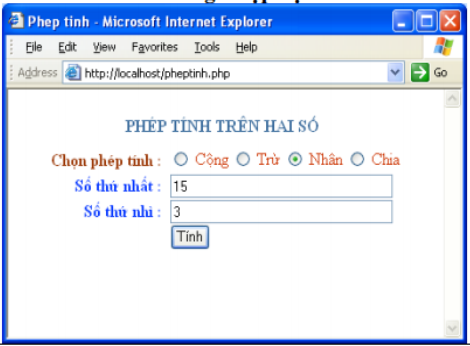 Phep tinh - Microsoft Internet Explorer
File Edit View Favorites Tools Help
Address http://localhost/pheptinh.php Go
PHÉP TÍNH TRÊN HAI SỐ
Chọn phép tính : Cộng Trừ Nhân Chia
Số thứ nhất : 15
Số thứ nhì : 3
Tính